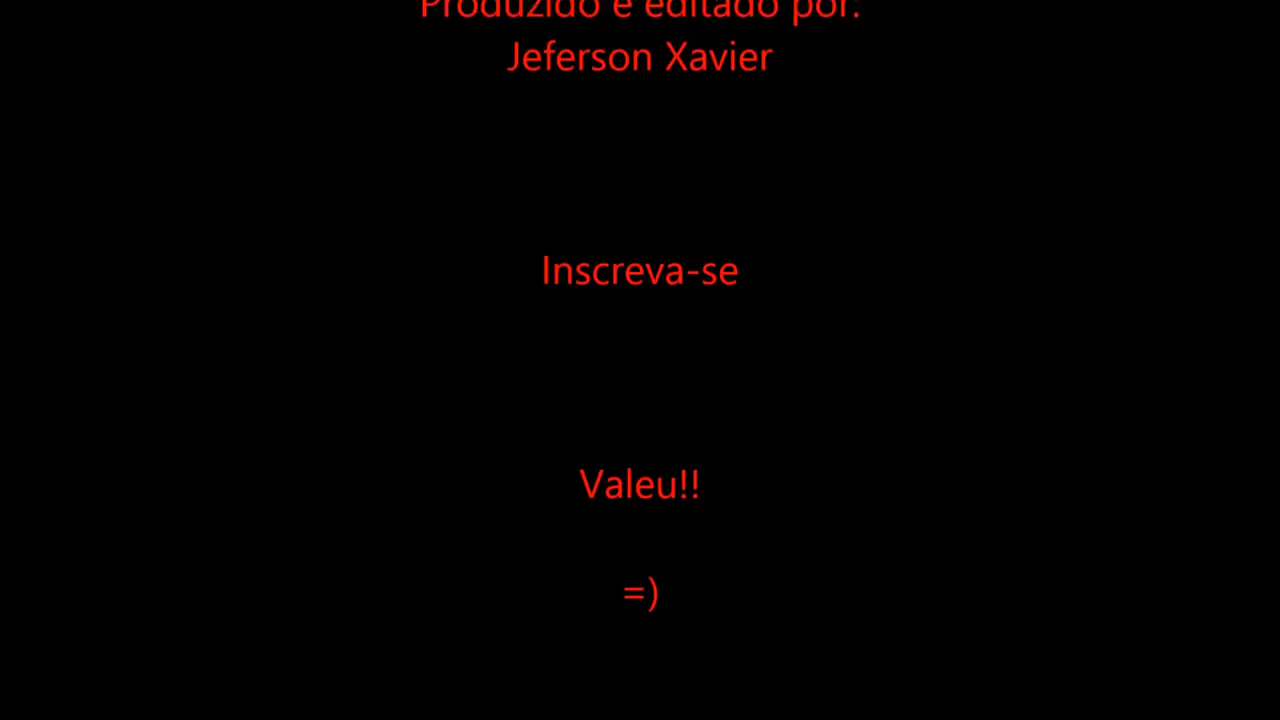 Produzido e editado por:
Jeferson Xavier
Inscreva-se
Valeu!!
=)